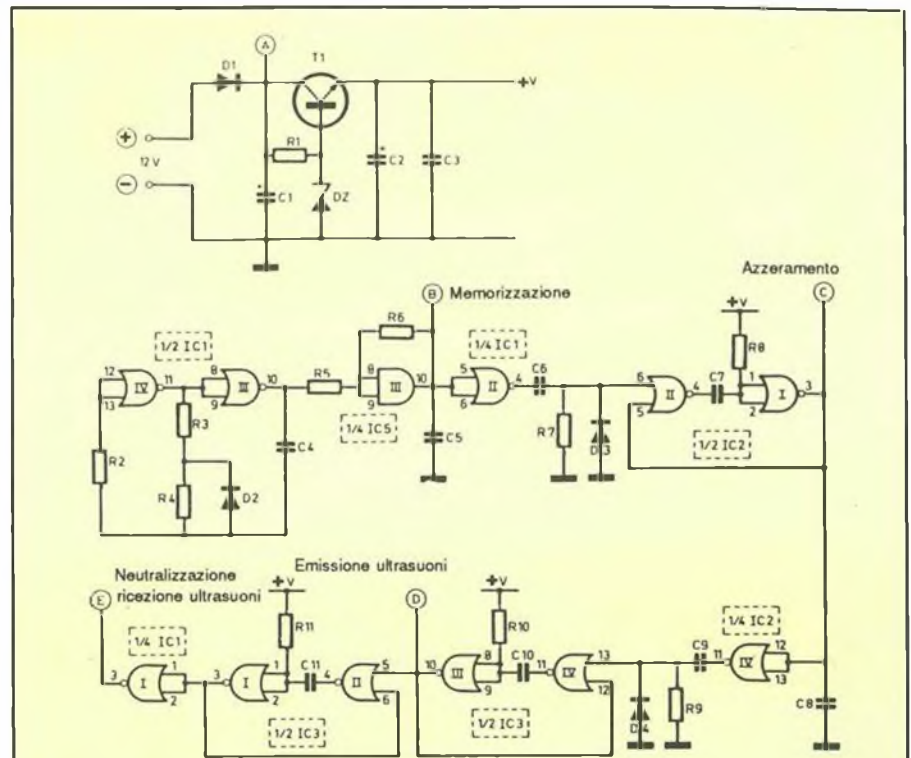 A
D1
T1
+V
+
12 V
−
R1
C1
DZ
C2
C3
Azzeramento
B Memorizzazione
C
+V
R6
1/2 IC1
1/4 IC1
R8
12
13
IV
11
8
9
III
10
R5
8
9
III
10
5
6
II
4
C6
6
5
II
4
C7
1
2
I
3
R3
1/4 IC5
R7
D3
1/2 IC2
R2
C4
C5
R4
D2
Neutralizzazione
ricezione ultrasuoni
Emissione ultrasuoni
E
D
+V
+V
1/4 IC1
R11
R10
1/4 IC2
3
I
1
2
3
I
1
2
C11
4
II
5
6
10
III
8
9
C10
11
IV
13
12
C9
11
IV
12
13
1/2 IC3
1/2 IC3
D4
R9
C8